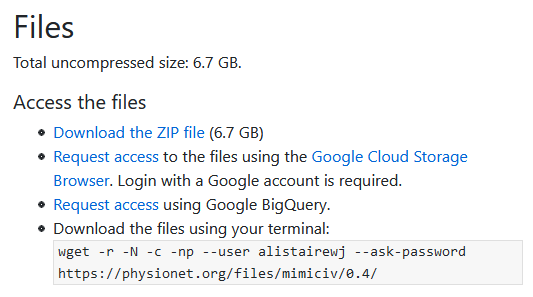 Files
Total uncompressed size: 6.7 GB.
Access the files
Download the ZIP file (6.7 GB)
Request access to the files using the Google Cloud Storage
Browser. Login with a Google account is required.
Request access using Google BigQuery.
Download the files using your terminal:
wget -r -N -c -np --user alistairewj --ask-password
https://physionet.org/files/mimiciv/0.4/